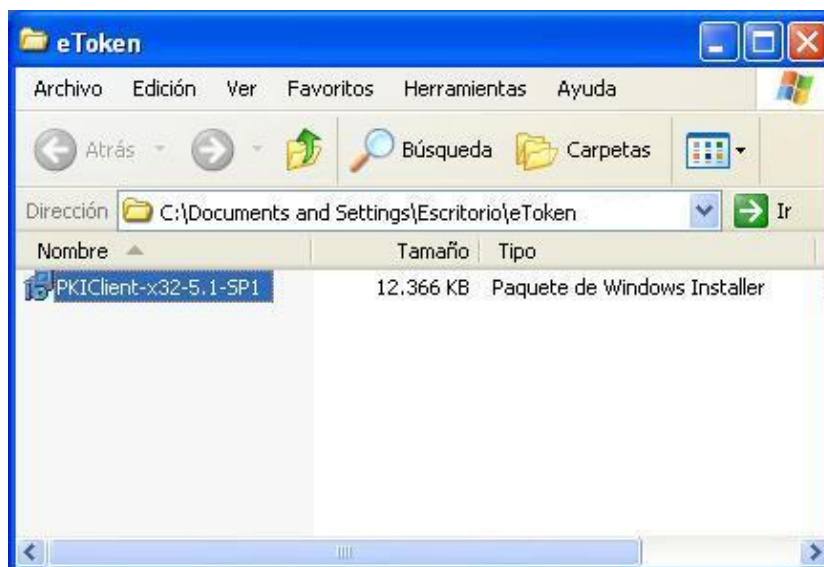 eToken
Archivo Edición Ver Favoritos Herramientas Ayuda
Atrás Búsqueda Carpetas
Dirección C:\Documents and Settings\Escritorio\eToken Ir
Nombre Tamaño Tipo
PKIClient-x32-5.1-SP1 12.366 KB Paquete de Windows Installer